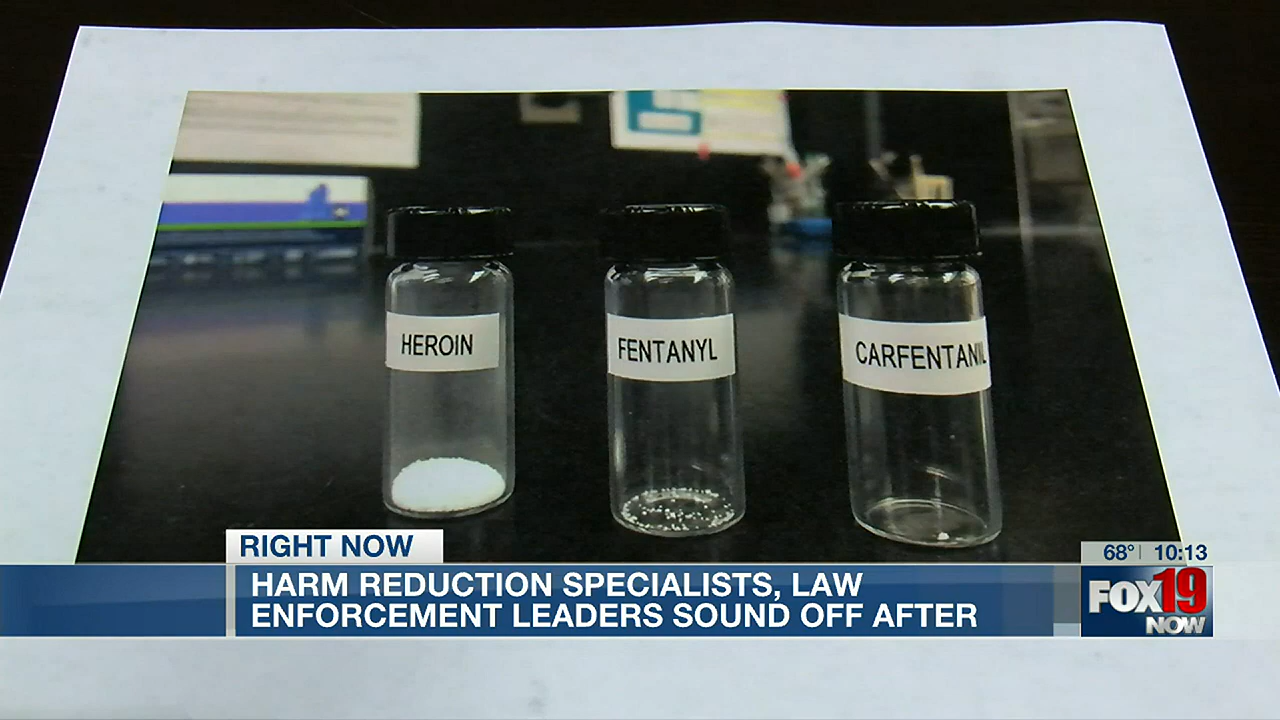 HEROIN
FENTANYL
CARFENTANIL
RIGHT NOW
HARM REDUCTION SPECIALISTS, LAW
ENFORCEMENT LEADERS SOUND OFF AFTER
68° 10:13
FOX19
NOW